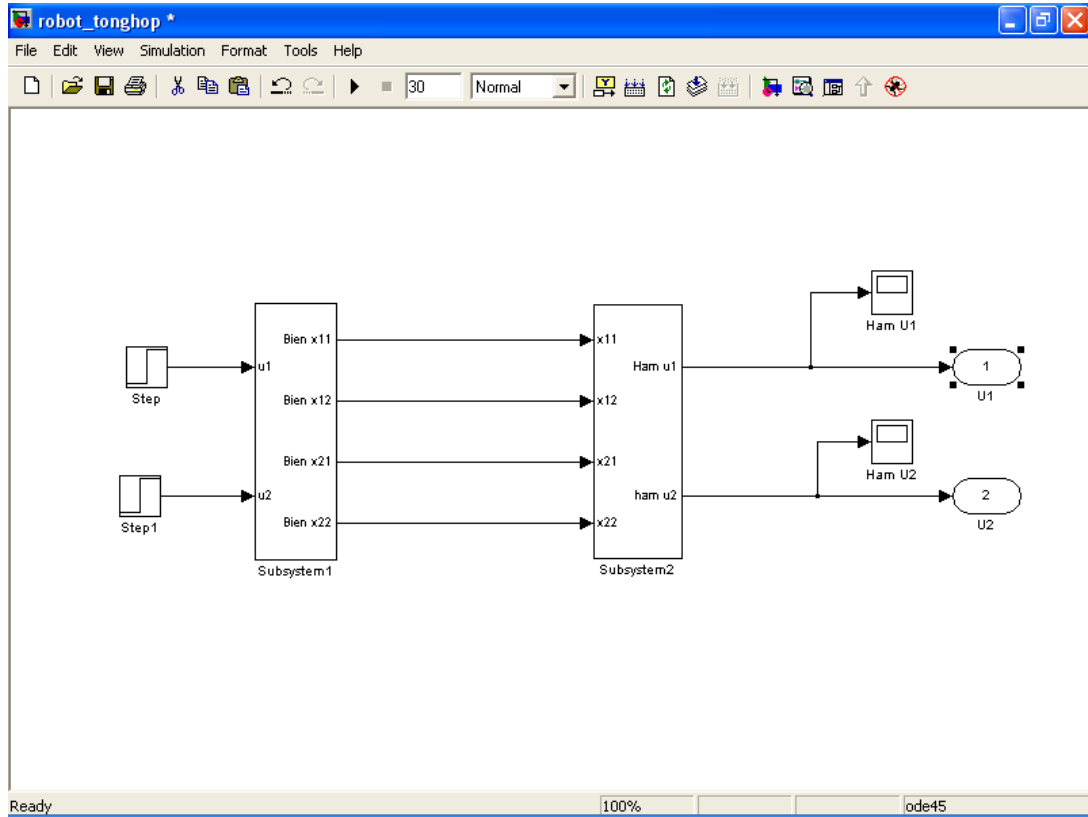 robot_tonghop *
File Edit View Simulation Format Tools Help
30 Normal
Ham U1
Bien x11
x11
u1
Ham u1
1
Step
Bien x12
x12
U1
Bien x21
x21
Ham U2
u2
ham u2
2
Step1
Bien x22
x22
U2
Subsystem1
Subsystem2
Ready 100% ode45